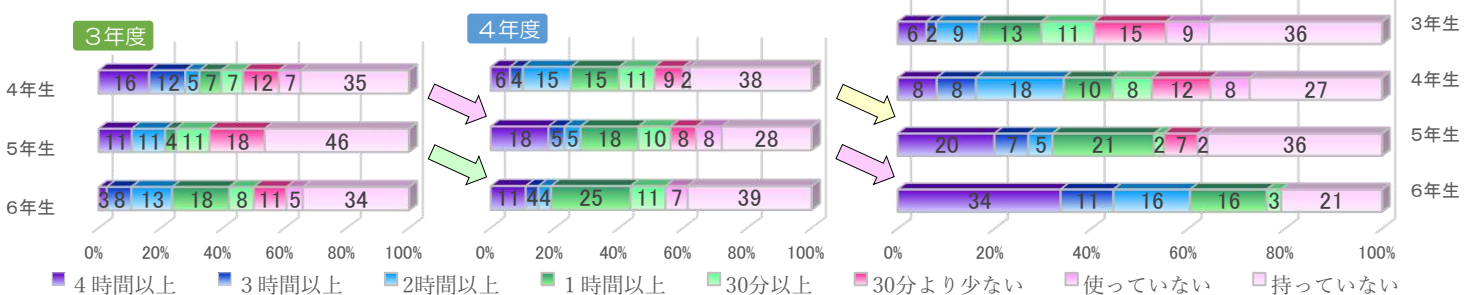 ３年度
4年生 16 12 5 7 7 12 7 35
5年生 11 11 4 11 18 46
6年生 3 8 13 18 8 11 5 34
0% 20% 40% 60% 80% 100%
４年度
6 4 15 15 11 9 2 38
18 5 5 18 10 8 8 28
11 4 4 25 11 7 39
0% 20% 40% 60% 80% 100%
6 2 9 13 11 15 9 36 3年生
8 8 18 10 8 12 8 27 4年生
20 7 5 21 2 7 2 36 5年生
34 11 16 16 3 21 6年生
0% 20% 40% 60% 80% 100%
４時間以上 ３時間以上 2時間以上 １時間以上 30分以上 30分より少ない 使っていない 持っていない